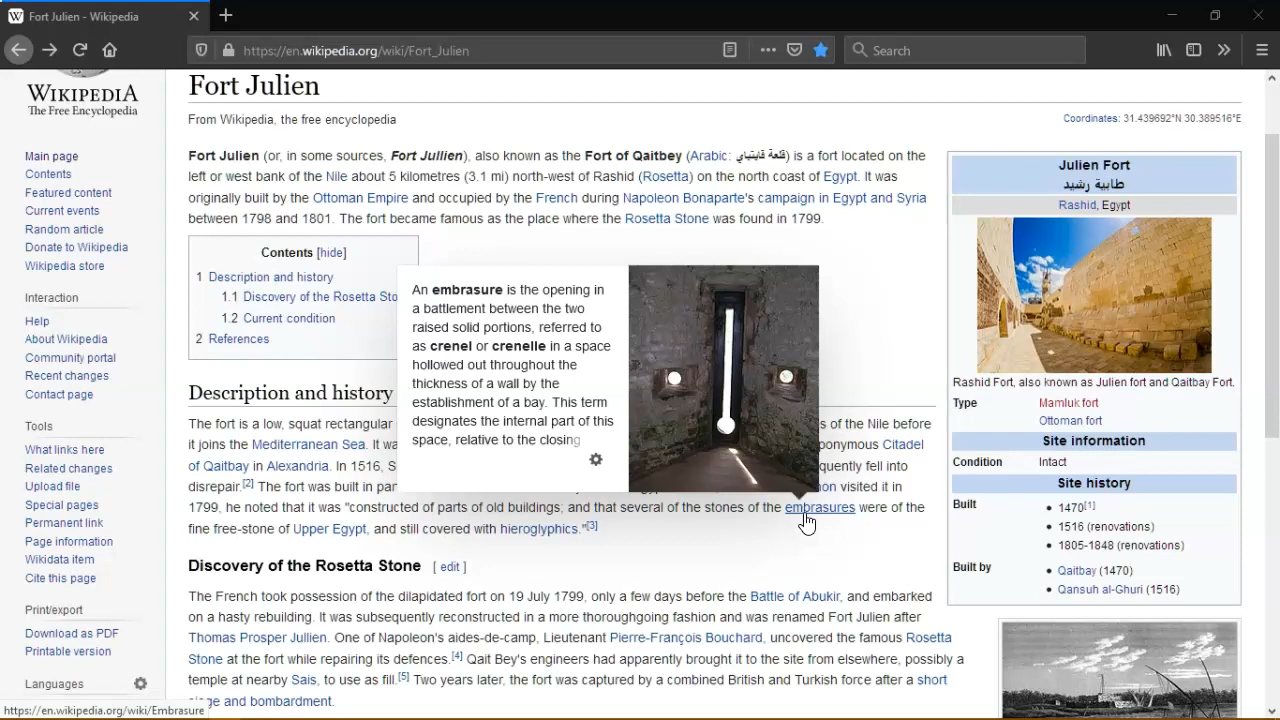 Fort Julien - Wikipedia
https://en.wikipedia.org/wiki/Fort_Julien
Search
WIKIPEDIA
The Free Encyclopedia
Main page
Contents
Featured content
Current events
Random article
Donate to Wikipedia
Wikipedia store
Interaction
Help
About Wikipedia
Community portal
Recent changes
Contact page
Tools
What links here
Related changes
Upload file
Special pages
Permanent link
Page information
Wikidata item
Cite this page
Print/export
Download as PDF
Printable version
Languages
https://en.wikipedia.org/wiki/Embrasure
Fort Julien
From Wikipedia, the free encyclopedia
Coordinates: 31.439692°N 30.389516°E
Fort Julien (or, in some sources, Fort Jullien), also known as the Fort of Qaitbey (Arabic: قلعة قايتباي) is a fort located on the
left or west bank of the Nile about 5 kilometres (3.1 mi) north-west of Rashid (Rosetta) on the north coast of Egypt. It was
originally built by the Ottoman Empire and occupied by the French during Napoleon Bonaparte's campaign in Egypt and Syria
between 1798 and 1801. The fort became famous as the place where the Rosetta Stone was found in 1799.
Contents [hide]
1 Description and history
1.1 Discovery of the Rosetta Sto
1.2 Current condition
2 References
An embrasure is the opening in
a battlement between the two
raised solid portions, referred to
as crenel or crenelle in a space
hollowed out throughout the
thickness of a wall by the
establishment of a bay. This term
designates the internal part of this
space, relative to the closing
Description and history
The fort is a low, squat rectangular s of the Nile before
it joins the Mediterranean Sea. It wa ponymous Citadel
of Qaitbay in Alexandria. In 1516, S quently fell into
disrepair.[2] The fort was built in par non visited it in
1799, he noted that it was "constructed of parts of old buildings; and that several of the stones of the embrasures were of the
fine free-stone of Upper Egypt, and still covered with hieroglyphics."[3]
Discovery of the Rosetta Stone [ edit ]
The French took possession of the dilapidated fort on 19 July 1799, only a few days before the Battle of Abukir, and embarked
on a hasty rebuilding. It was subsequently reconstructed in a more thoroughgoing fashion and was renamed Fort Julien after
Thomas Prosper Jullien. One of Napoleon's aides-de-camp, Lieutenant Pierre-François Bouchard, uncovered the famous Rosetta
Stone at the fort while repairing its defences.[4] Qait Bey's engineers had apparently brought it to the site from elsewhere, possibly a
temple at nearby Sais, to use as fill.[5] Two years later, the fort was captured by a combined British and Turkish force after a short
ge and bombardment.
Julien Fort
طابية رشيد
Rashid, Egypt
Rashid Fort, also known as Julien fort and Qaitbay Fort.
Type Mamluk fort
Ottoman fort
Site information
Condition Intact
Site history
Built • 1470[1]
• 1516 (renovations)
• 1805-1848 (renovations)
Built by • Qaitbay (1470)
• Qansuh al-Ghuri (1516)